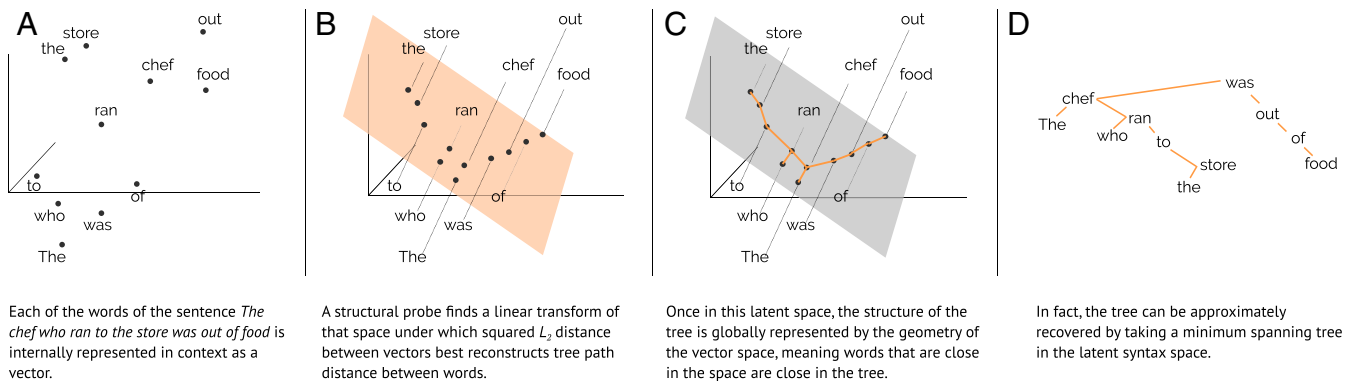 A
out
store
the
chef
food
ran
to
of
who
was
The
Each of the words of the sentence The
chef who ran to the store was out of food is
internally represented in context as a
vector.
B
out
store
the
chef
food
ran
to
of
who
was
The
A structural probe finds a linear transform of
that space under which squared L2 distance
between vectors best reconstructs tree path
distance between words.
C
out
store
the
chef
food
ran
to
of
who
was
The
Once in this latent space, the structure of the
tree is globally represented by the geometry of
the vector space, meaning words that are close
in the space are close in the tree.
D
was
chef
out
The
ran
who
of
to
food
store
the
In fact, the tree can be approximately
recovered by taking a minimum spanning tree
in the latent syntax space.